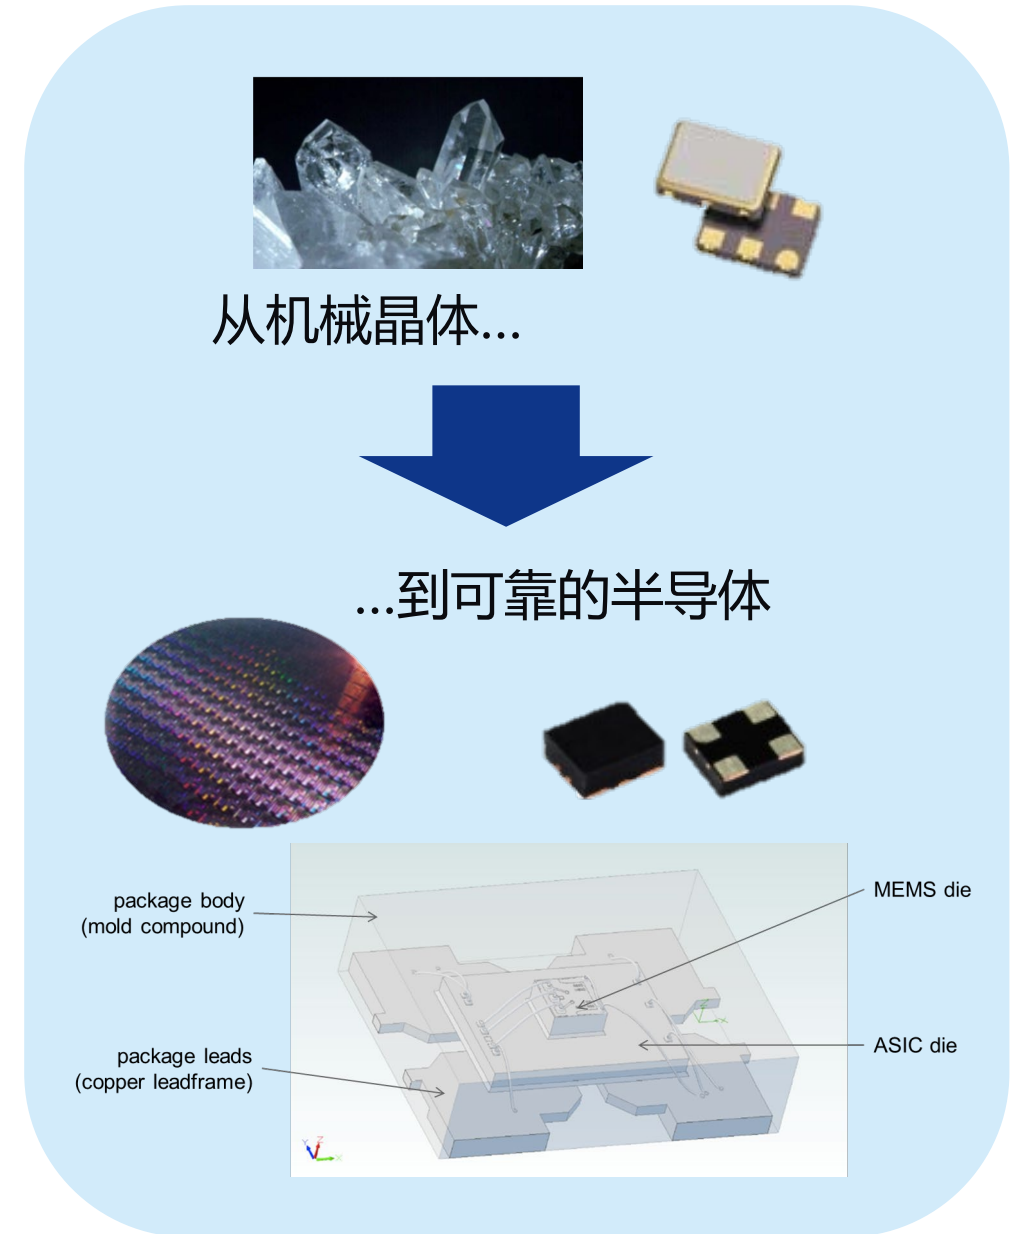 从机械晶体...
...到可靠的半导体
package body
(mold compound)
MEMS die
package leads
(copper leadframe)
ASIC die
Y Z
X